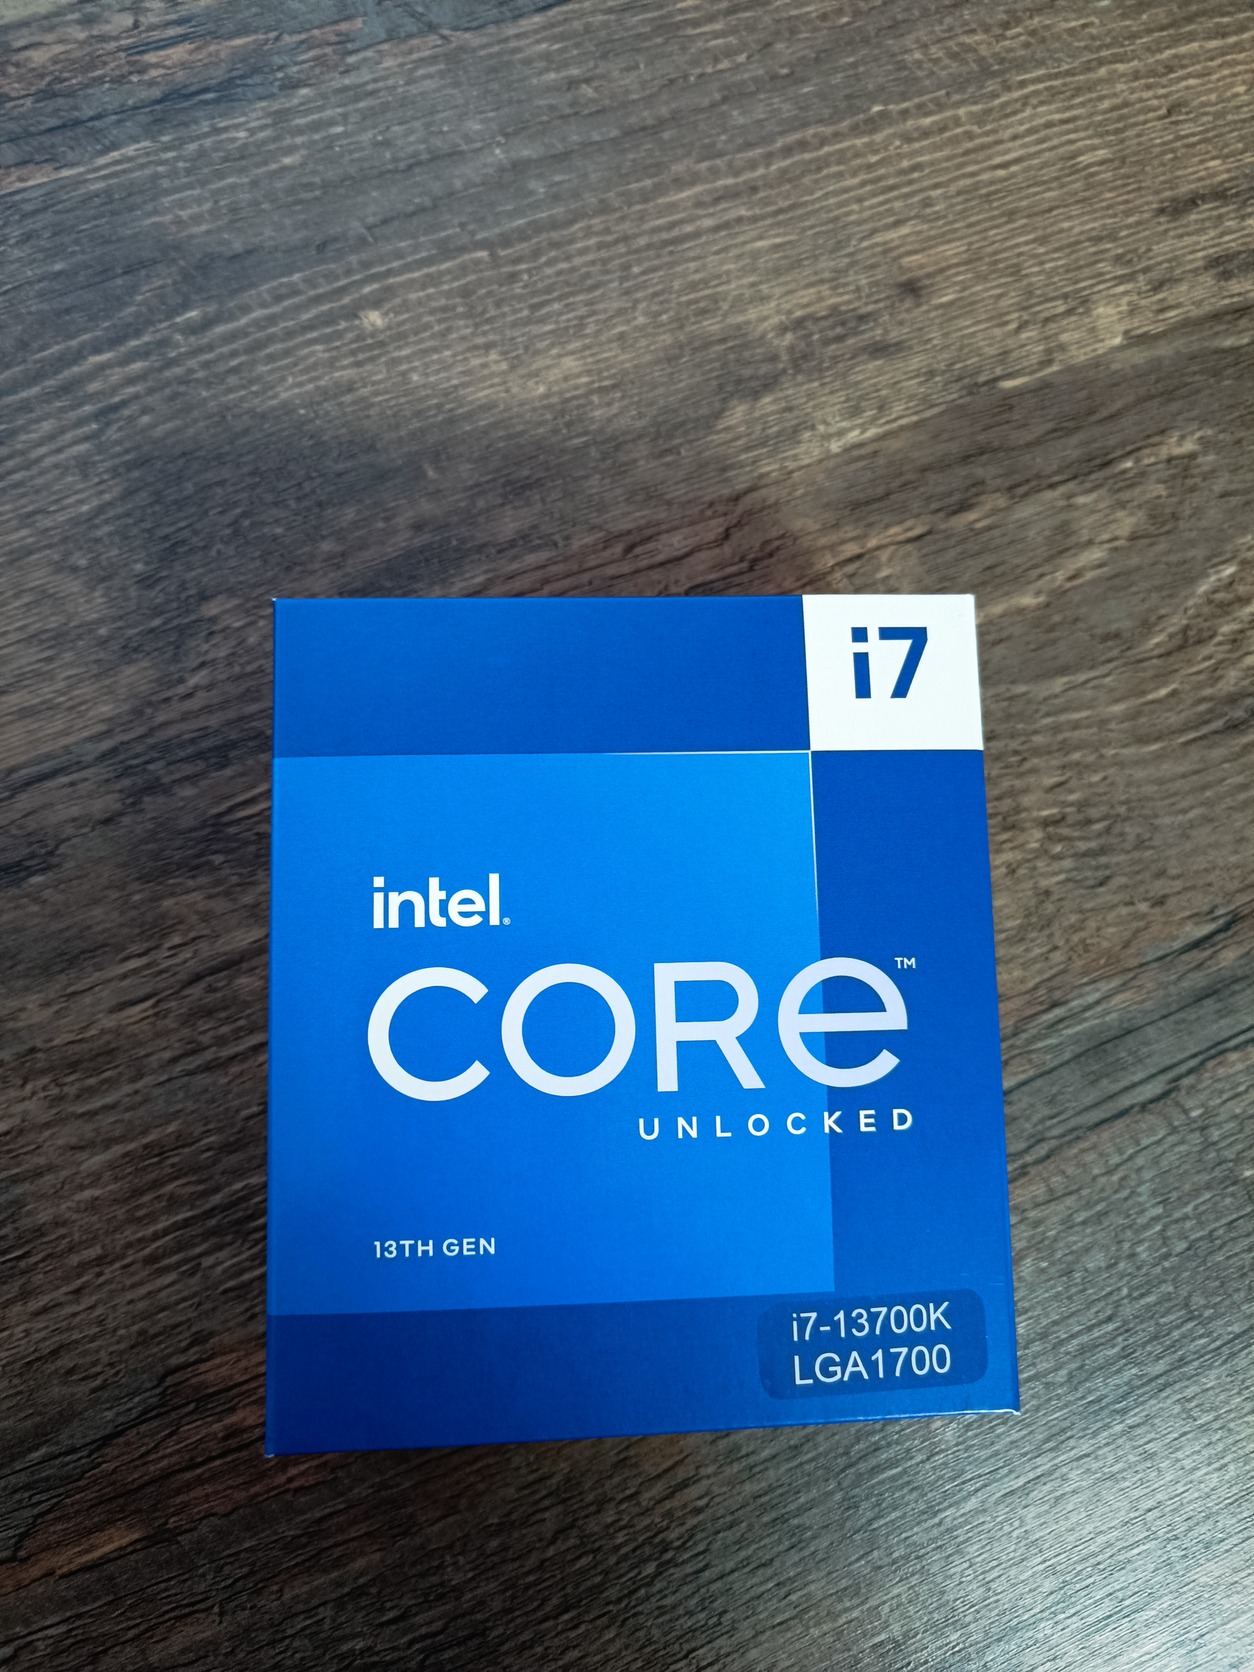 i7
intel®
CORE™
UNLOCKED
13TH GEN
i7-13700K
LGA1700